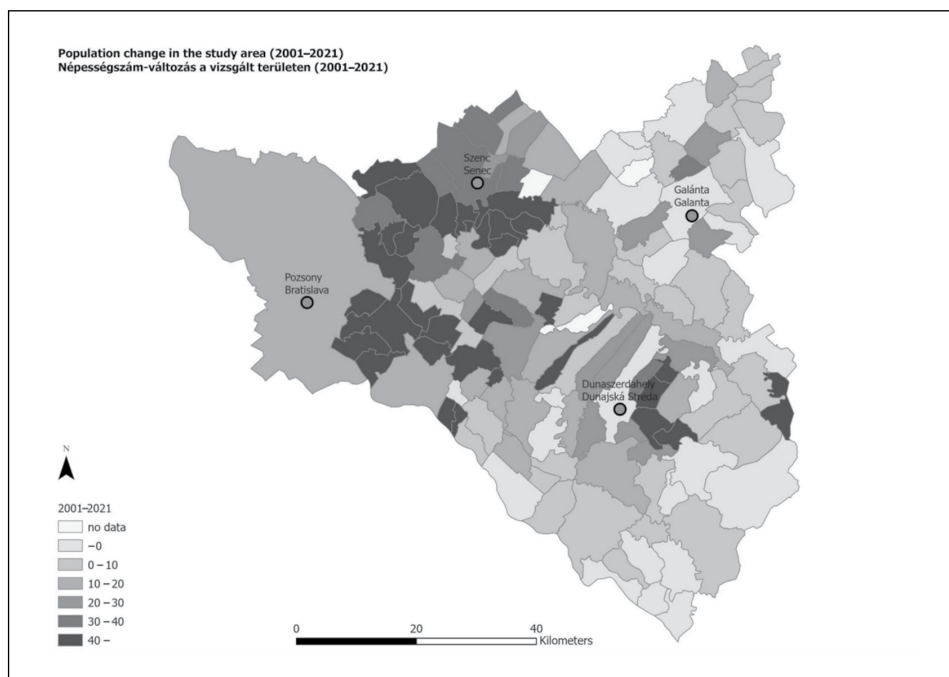 Population change in the study area (2001–2021)
Népességszám-változás a vizsgált területen (2001–2021)
Szenc
Senec
Galánta
Galanta
Pozsony
Bratislava
Dunaszerdahely
Dunajská Streda
N
2001–2021
no data
–0
0 – 10
10 – 20
20 – 30
30 – 40
40 –
0 20 40
Kilometers